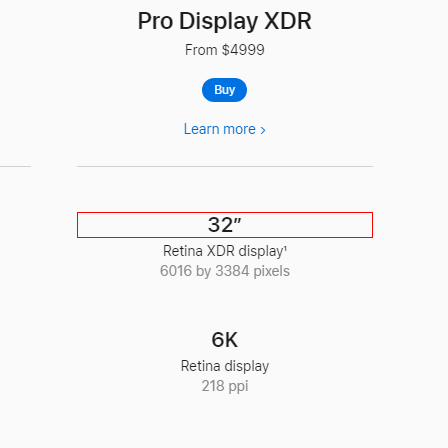 Pro Display XDR
From $4999
Buy
Learn more >
32″
Retina XDR display¹
6016 by 3384 pixels
6K
Retina display
218 ppi